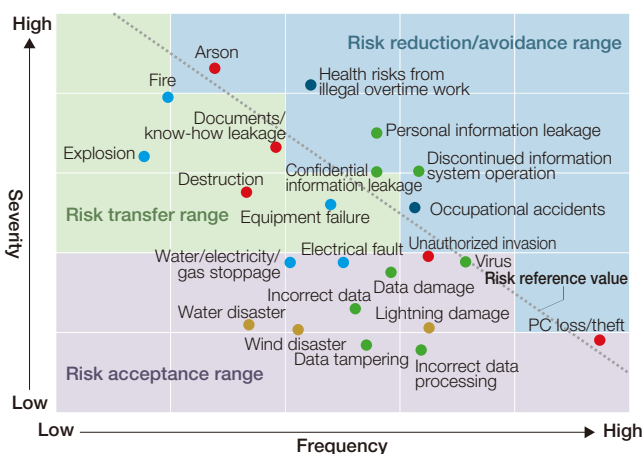 High
Risk reduction/avoidance range
Arson
Health risks from
illegal overtime work
Fire
Documents/
know-how leakage
Personal information leakage
Explosion
Discontinued information
system operation
Confidential
information leakage
Destruction
Risk transfer range
Equipment failure
Occupational accidents
Severity
Water/electricity/
gas stoppage
Electrical fault
Unauthorized invasion
Virus
Risk reference value
Data damage
Incorrect data
Water disaster
Lightning damage
PC loss/theft
Wind disaster
Data tampering
Incorrect data
processing
Risk acceptance range
Low
Low
Frequency
High